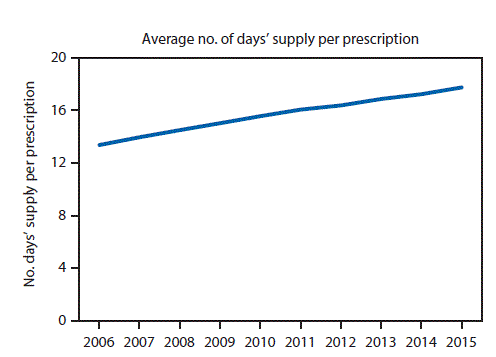 Average no. of days' supply per prescription
No. days' supply per prescription
20
16
12
8
4
0
2006 2007 2008 2009 2010 2011 2012 2013 2014 2015